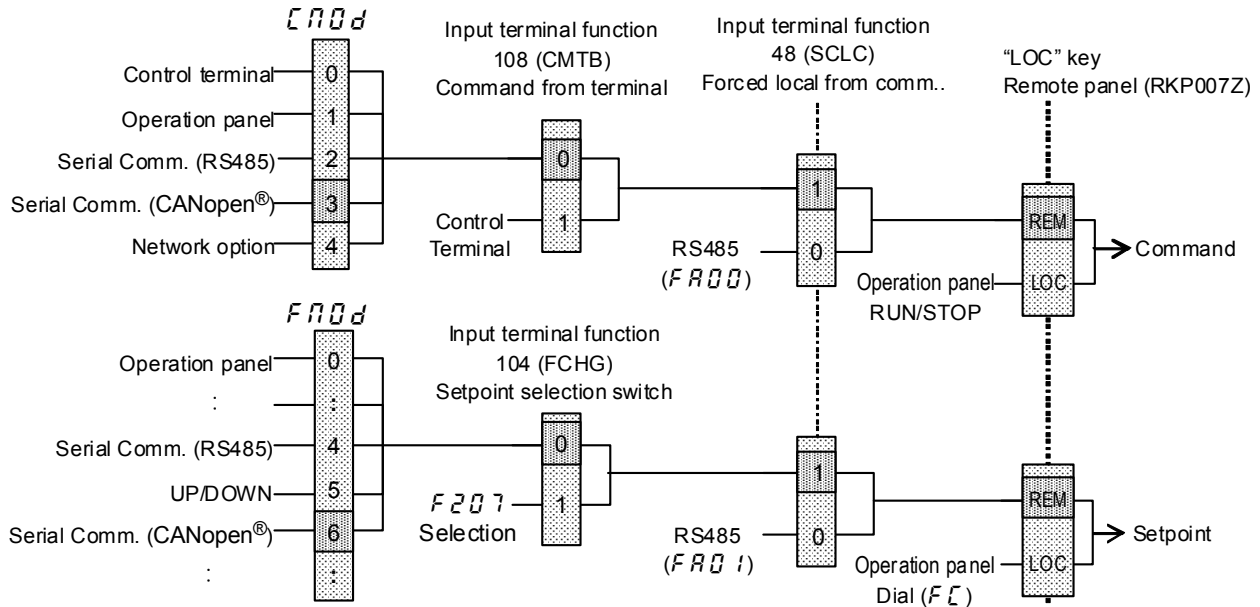 CMOd
Control terminal
Operation panel
Serial Comm. (RS485)
Serial Comm. (CANopen®)
Network option
0
1
2
3
4
Input terminal function
108 (CMTB)
Command from terminal
0
1
Control
Terminal
Input terminal function
48 (SCLC)
Forced local from comm..
1
0
RS485
(FA00)
“LOC” key
Remote panel (RKP007Z)
REM
LOC
Operation panel
RUN/STOP
Command
FMOd
Operation panel
:
Serial Comm. (RS485)
UP/DOWN
Serial Comm. (CANopen®)
:
0
:
4
5
6
:
Input terminal function
104 (FCHG)
Setpoint selection switch
0
1
F207
Selection
1
0
RS485
(FA01)
REM
LOC
Operation panel
Dial (FC)
Setpoint